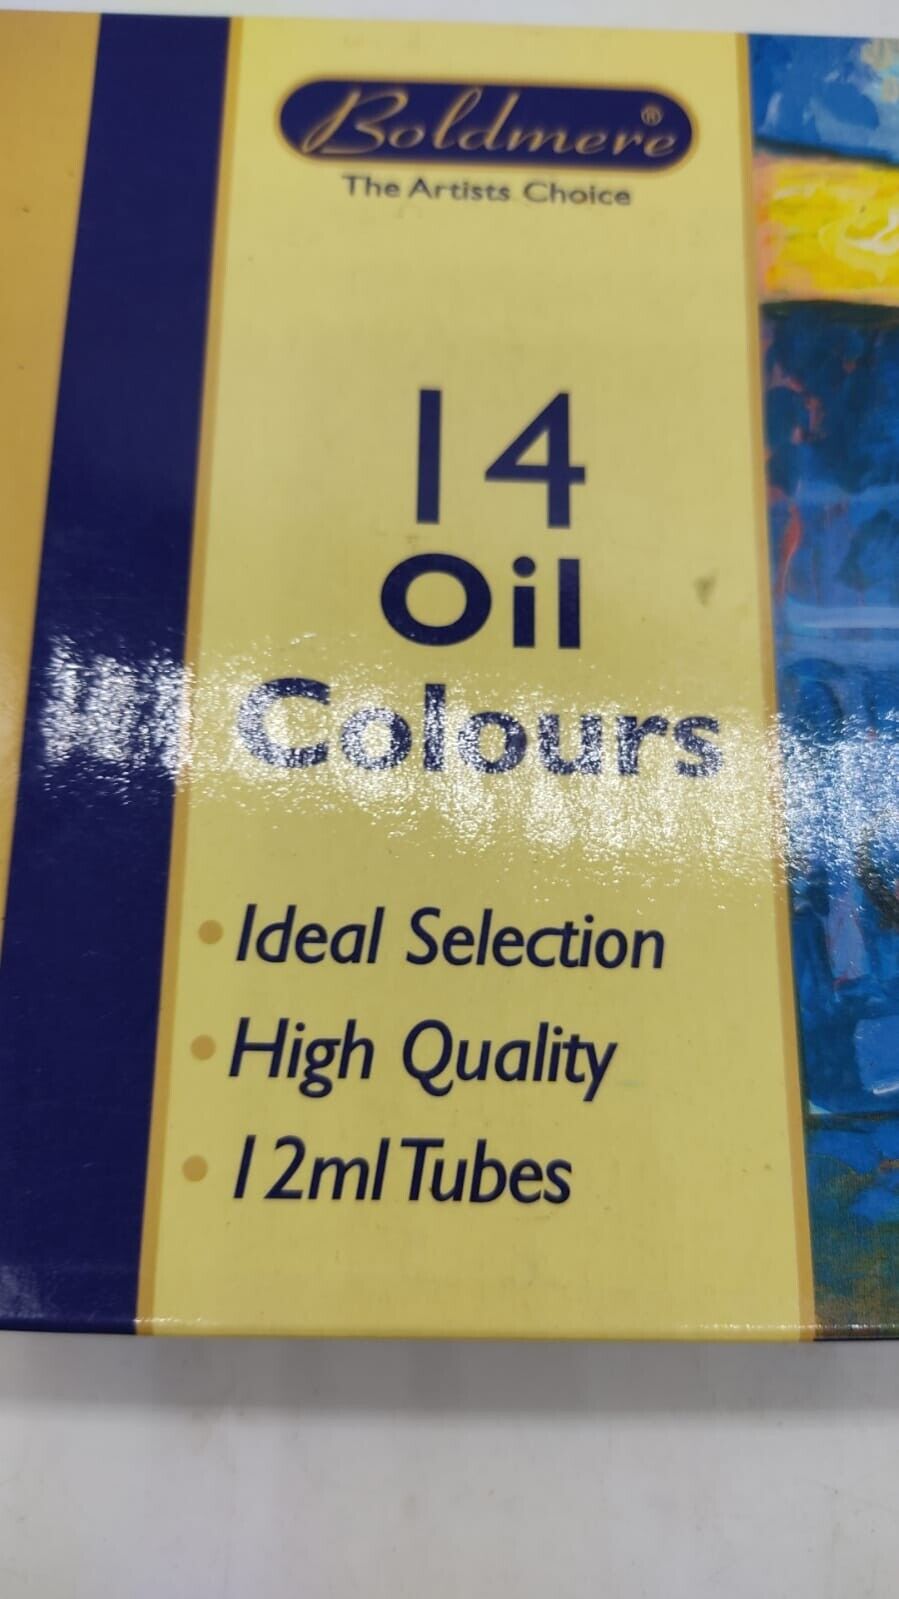 Boldmere®
The Artists Choice
14
Oil
Colours
• Ideal Selection
• High Quality
• 12ml Tubes